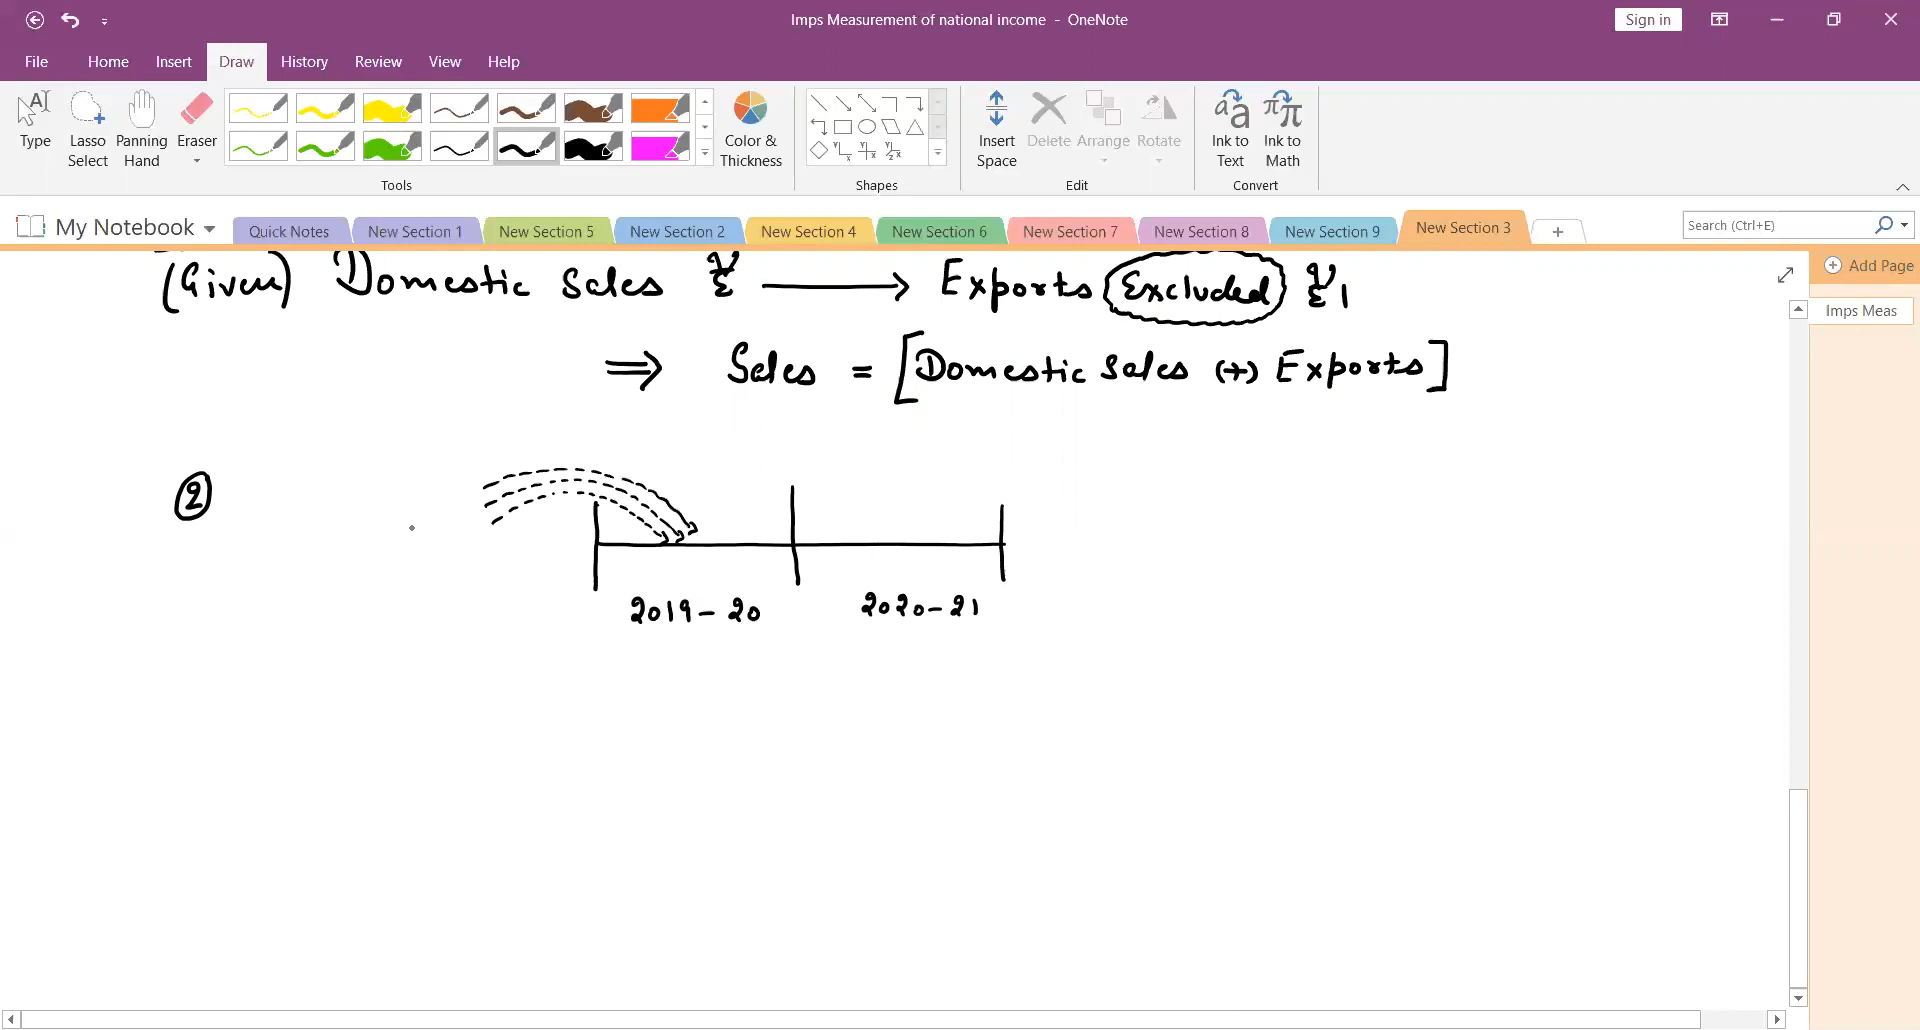 Imps Measurement of national income - OneNote
Sign in
File Home Insert Draw History Review View Help
Type
Lasso Select
Panning Hand
Eraser
Color & Thickness
Insert Space
Delete
Arrange
Rotate
Ink to Text
Ink to Math
Tools
Shapes
Edit
Convert
My Notebook
Quick Notes
New Section 1
New Section 5
New Section 2
New Section 4
New Section 6
New Section 7
New Section 8
New Section 9
New Section 3
Search (Ctrl+E)
Add Page
Imps Meas
(Given) Domestic Sales → Exports Excluded
⇒ Sales = [Domestic Sales (+) Exports]
2
2019-20 2020-21